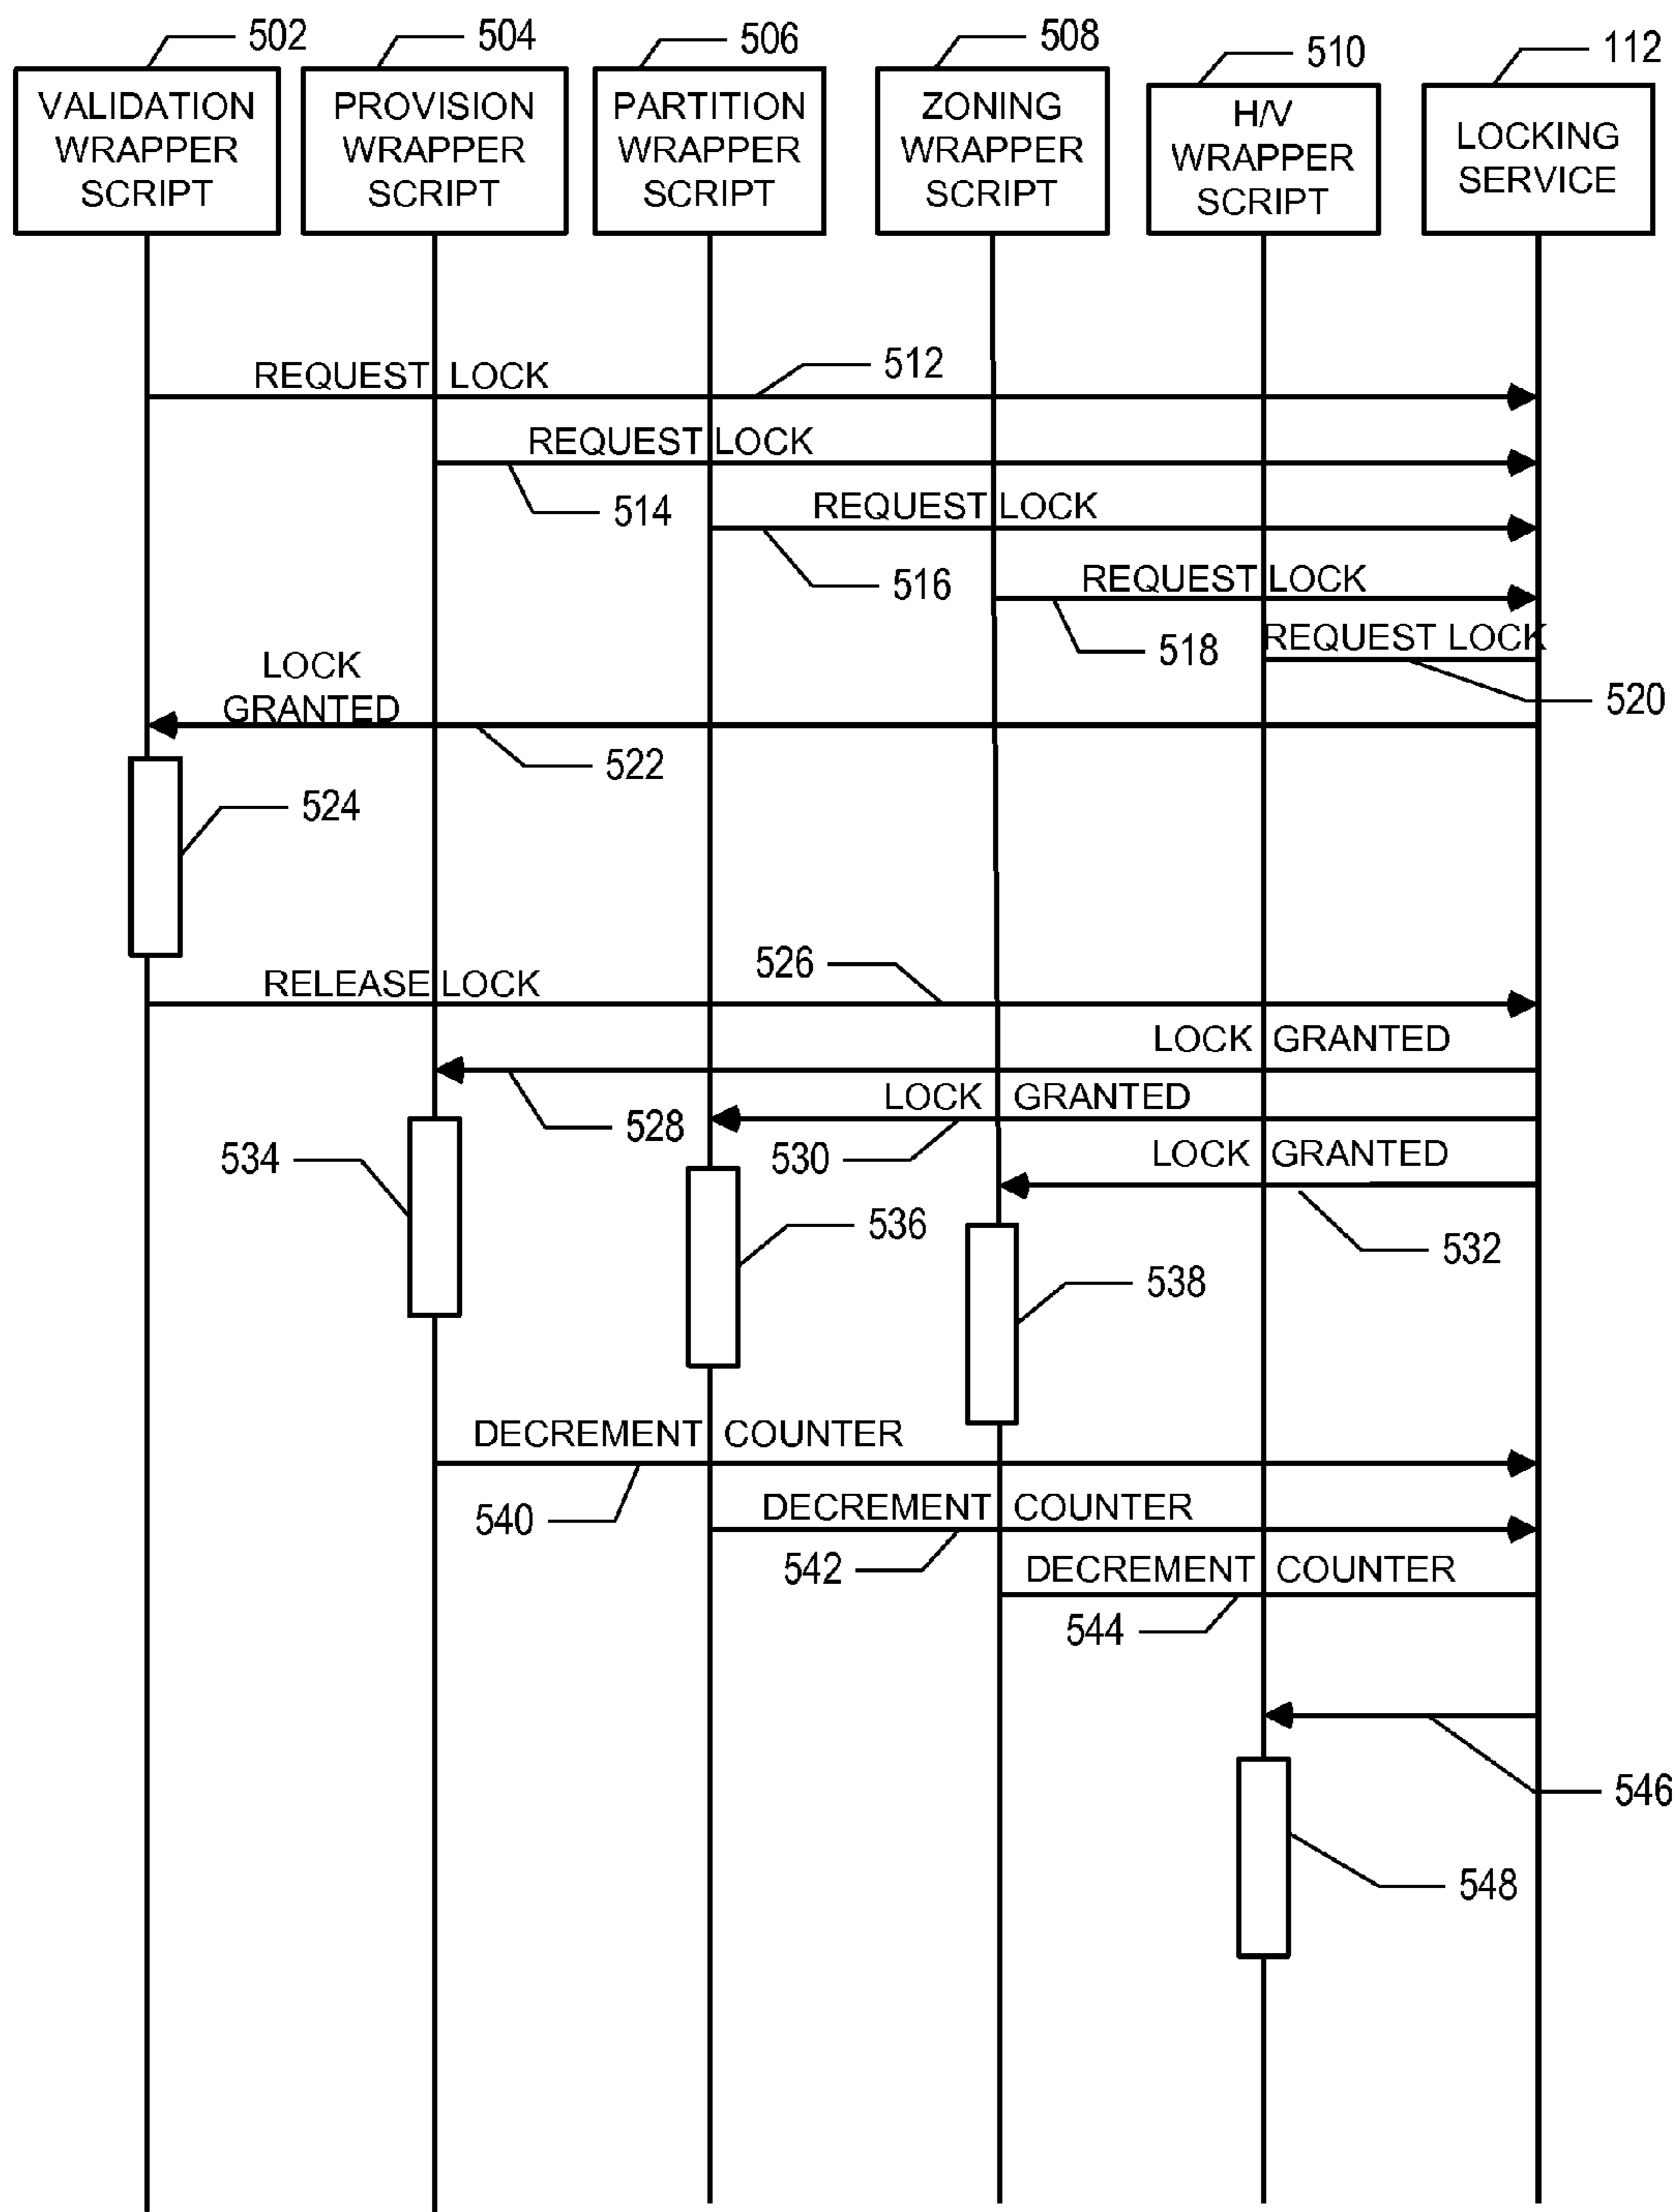 502
504
506
508
510
112
VALIDATION
WRAPPER
SCRIPT
PROVISION
WRAPPER
SCRIPT
PARTITION
WRAPPER
SCRIPT
ZONING
WRAPPER
SCRIPT
H/V
WRAPPER
SCRIPT
LOCKING
SERVICE
REQUEST LOCK
512
REQUEST LOCK
514
REQUEST LOCK
516
REQUEST LOCK
518
REQUEST LOCK
520
LOCK
GRANTED
522
524
RELEASE LOCK
526
LOCK GRANTED
528
LOCK GRANTED
530
LOCK GRANTED
532
534
536
538
DECREMENT COUNTER
540
DECREMENT COUNTER
542
DECREMENT COUNTER
544
546
548